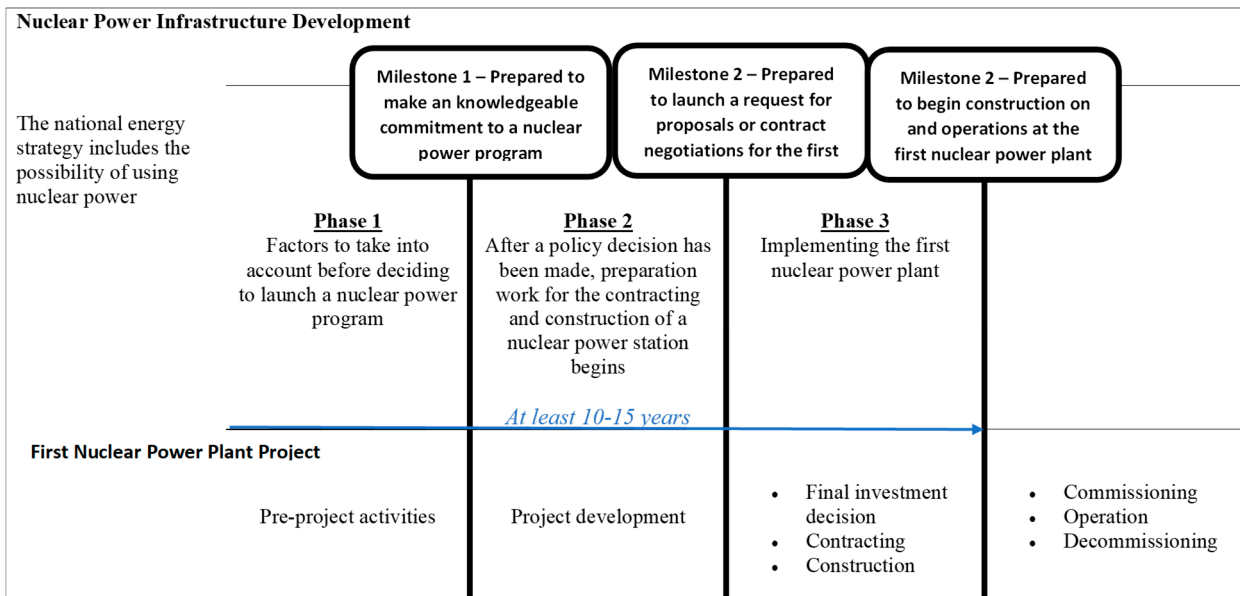 Nuclear Power Infrastructure Development
Milestone 1 – Prepared to
make an knowledgeable
commitment to a nuclear
power program
Milestone 2 – Prepared
to launch a request for
proposals or contract
negotiations for the first
Milestone 2 – Prepared
to begin construction on
and operations at the
first nuclear power plant
The national energy
strategy includes the
possibility of using
nuclear power
Phase 1
Factors to take into
account before deciding
to launch a nuclear power
program
Phase 2
After a policy decision has
been made, preparation
work for the contracting
and construction of a
nuclear power station
begins
Phase 3
Implementing the first
nuclear power plant
At least 10-15 years
First Nuclear Power Plant Project
Pre-project activities
Project development
• Final investment
decision
• Contracting
• Construction
• Commissioning
• Operation
• Decommissioning